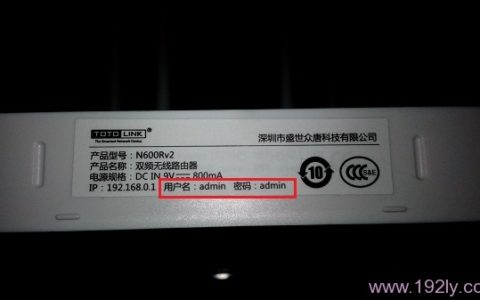 TOTO LINK
The Smartest Network Device
深圳市盛世众唐科技有限公司
产品型号：N600Rv2
产品名称：双频无线路由器
电源规格：DC IN 9V 800mA
IP：192.168.0.1 用户名：admin 密码：admin
10
CCC S&E
www.192ly.com